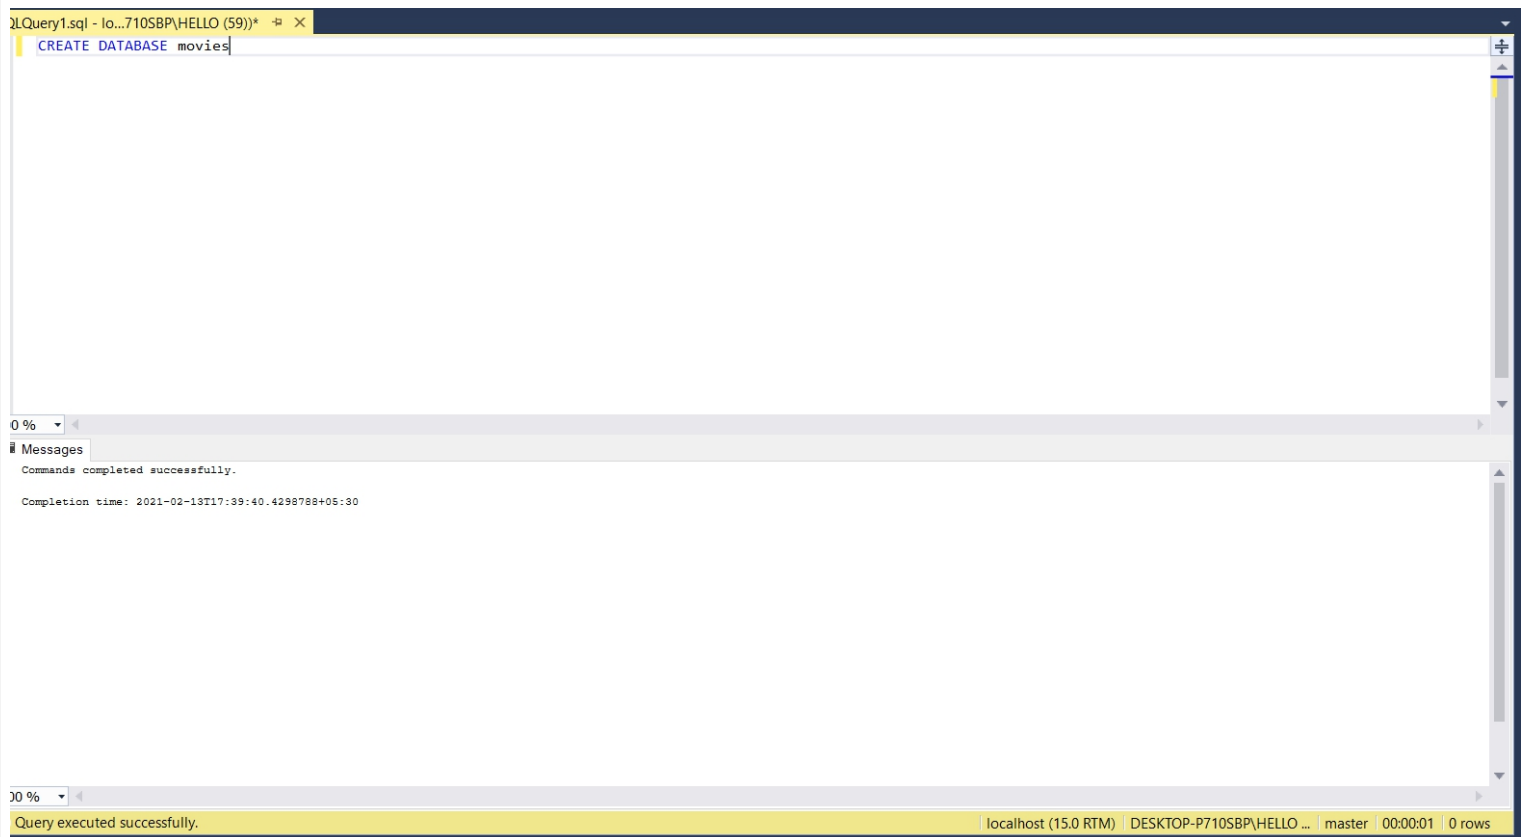 QLQuery1.sql - lo...710SBP\HELLO (59))*
CREATE DATABASE movies
00 %
Messages
Commands completed successfully.
Completion time: 2021-02-13T17:39:40.4298788+05:30
00 %
Query executed successfully.
localhost (15.0 RTM) DESKTOP-P710SBP\HELLO ... master 00:00:01 0 rows